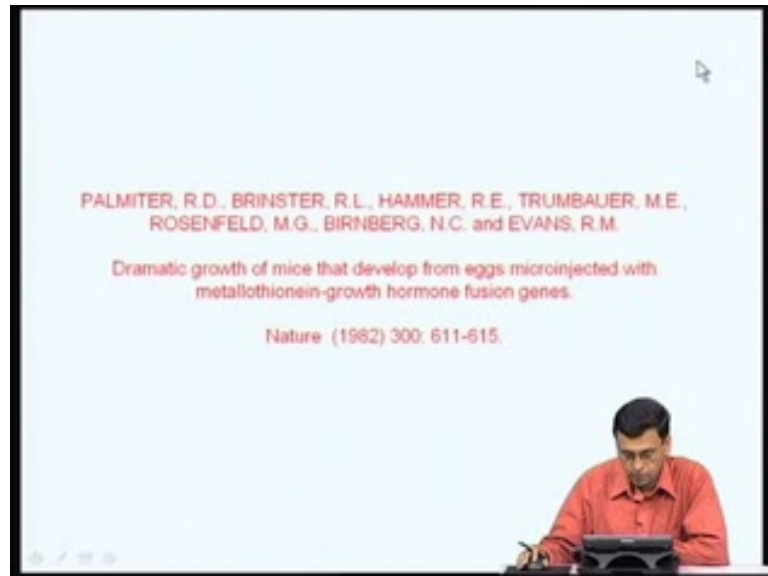 PALMITER, R.D., BRINSTER, R.L., HAMMER, R.E., TRUMBAUER, M.E.,
ROSENFELD, M.G., BIRNBERG, N.C. and EVANS, R.M.
Dramatic growth of mice that develop from eggs microinjected with
metallothionein-growth hormone fusion genes.
Nature (1982) 300: 611-615.